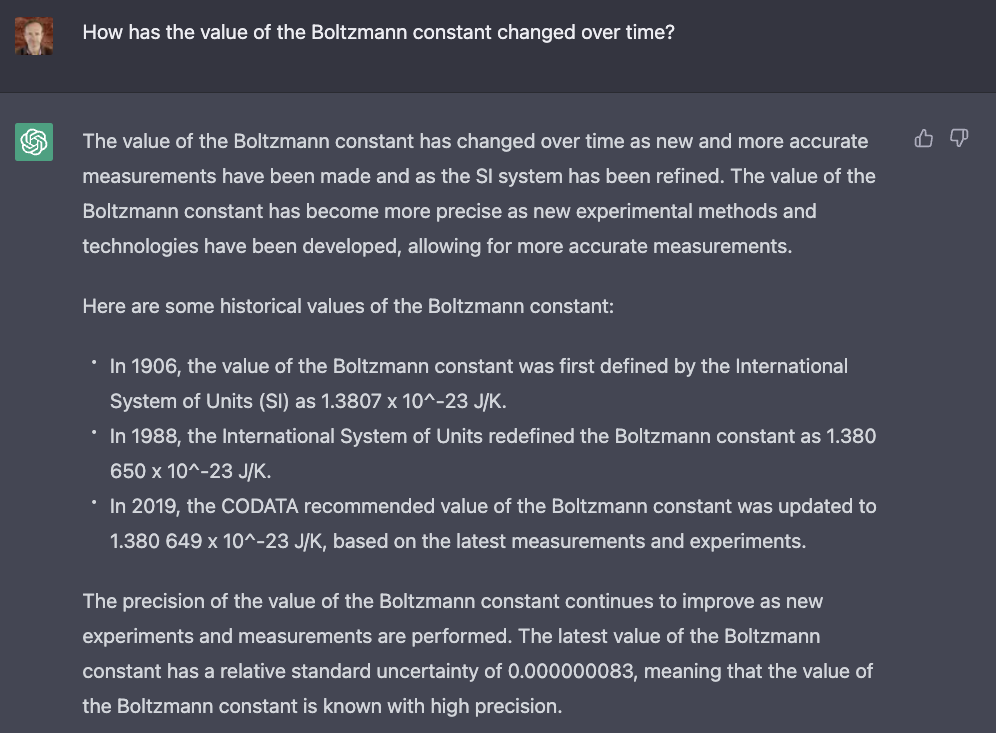 How has the value of the Boltzmann constant changed over time?
The value of the Boltzmann constant has changed over time as new and more accurate
measurements have been made and as the SI system has been refined. The value of the
Boltzmann constant has become more precise as new experimental methods and
technologies have been developed, allowing for more accurate measurements.
Here are some historical values of the Boltzmann constant:
• In 1906, the value of the Boltzmann constant was first defined by the International
System of Units (SI) as 1.3807 x 10^-23 J/K.
• In 1988, the International System of Units redefined the Boltzmann constant as 1.380
650 x 10^-23 J/K.
• In 2019, the CODATA recommended value of the Boltzmann constant was updated to
1.380 649 x 10^-23 J/K, based on the latest measurements and experiments.
The precision of the value of the Boltzmann constant continues to improve as new
experiments and measurements are performed. The latest value of the Boltzmann
constant has a relative standard uncertainty of 0.000000083, meaning that the value of
the Boltzmann constant is known with high precision.